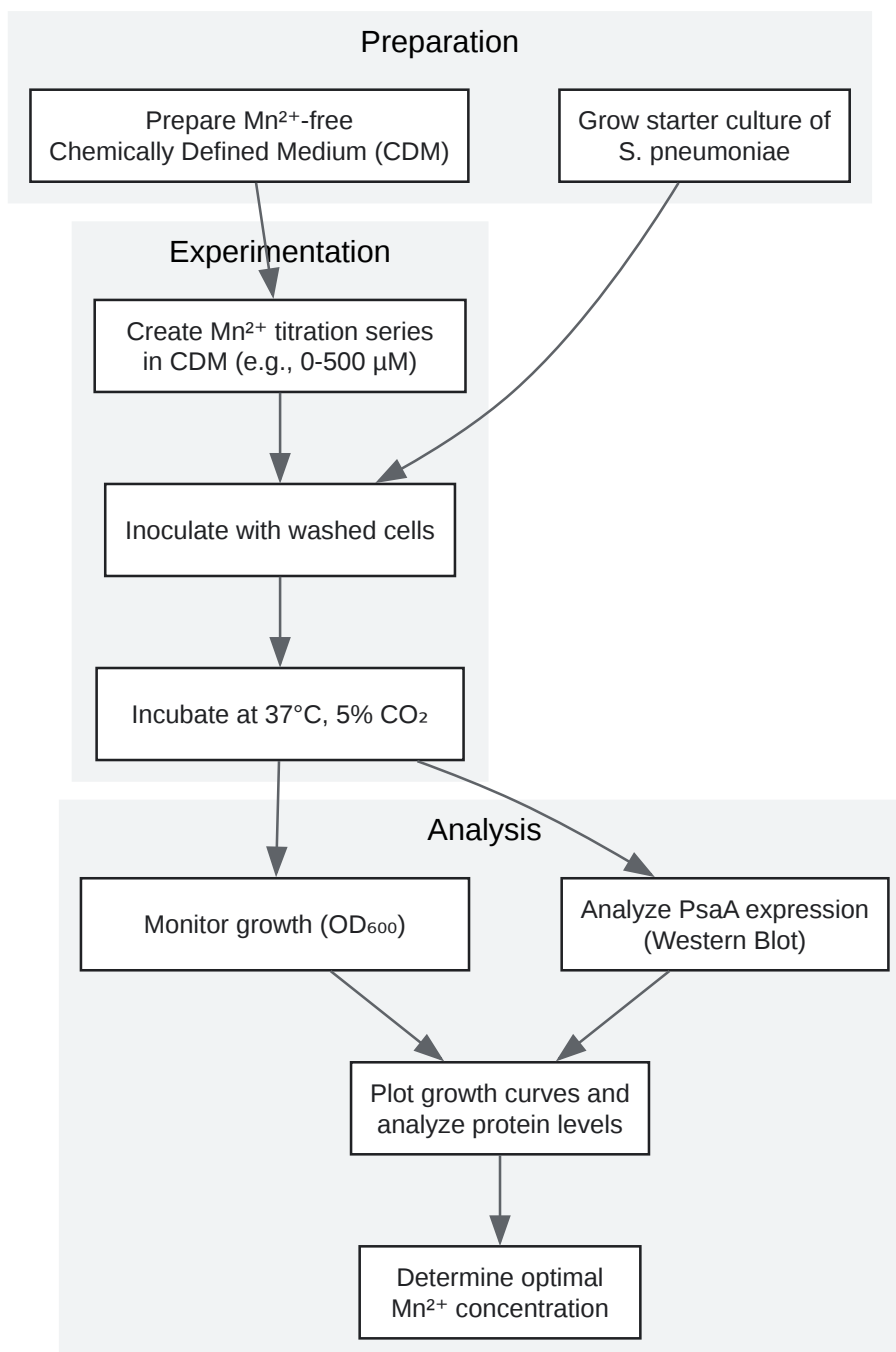 Preparation
Prepare Mn²⁺-free
Chemically Defined Medium (CDM)
Grow starter culture of
S. pneumoniae
Experimentation
Create Mn²⁺ titration series
in CDM (e.g., 0-500 µM)
Inoculate with washed cells
Incubate at 37°C, 5% CO₂
Analysis
Monitor growth (OD₆₀₀)
Analyze PsaA expression
(Western Blot)
Plot growth curves and
analyze protein levels
Determine optimal
Mn²⁺ concentration